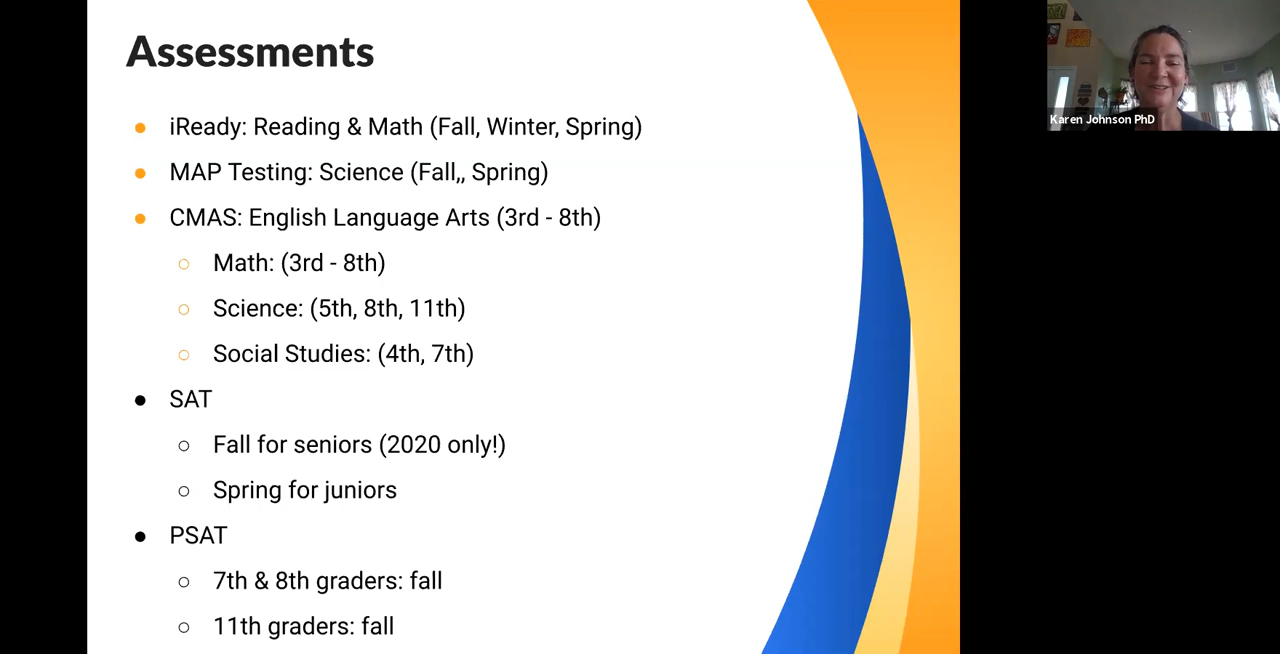 Assessments
● iReady: Reading & Math (Fall, Winter, Spring)
● MAP Testing: Science (Fall,, Spring)
● CMAS: English Language Arts (3rd - 8th)
○ Math: (3rd - 8th)
○ Science: (5th, 8th, 11th)
○ Social Studies: (4th, 7th)
● SAT
○ Fall for seniors (2020 only!)
○ Spring for juniors
● PSAT
○ 7th & 8th graders: fall
○ 11th graders: fall
Karen Johnson PhD